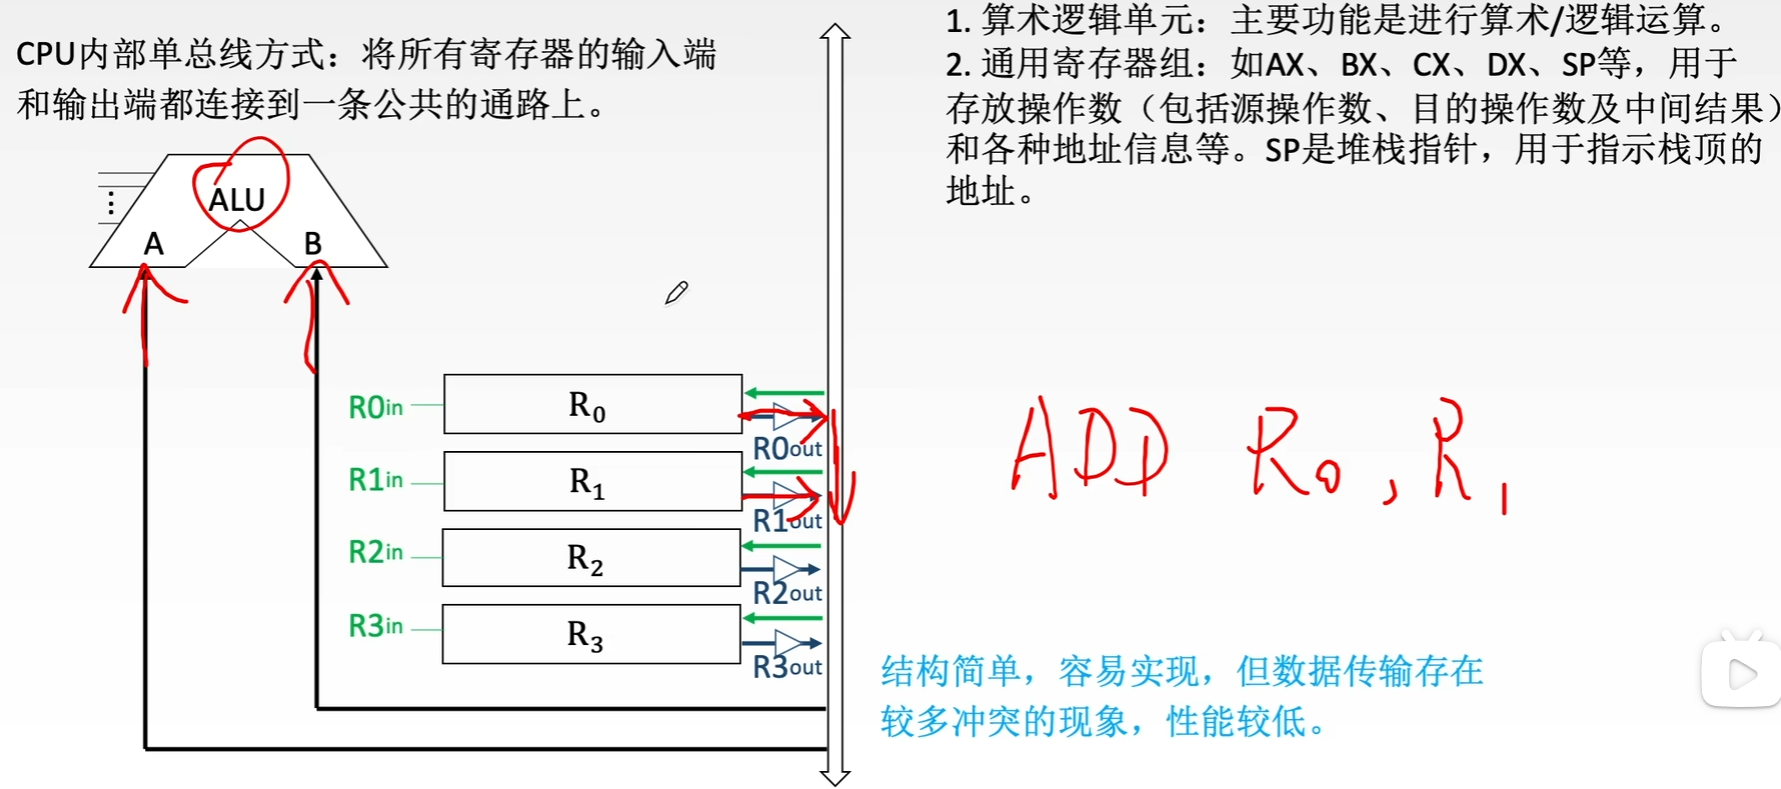 CPU内部单总线方式：将所有寄存器的输入端
和输出端都连接到一条公共的通路上。
ALU
A
B
R0in
R₀
R0out
R1in
R₁
R1out
R2in
R₂
R2out
R3in
R₃
R3out
1. 算术逻辑单元：主要功能是进行算术/逻辑运算。
2. 通用寄存器组：如AX、BX、CX、DX、SP等，用于
存放操作数（包括源操作数、目的操作数及中间结果）
和各种地址信息等。SP是堆栈指针，用于指示栈顶的
地址。
ADD R₀, R₁
结构简单，容易实现，但数据传输存在
较多冲突的现象，性能较低。